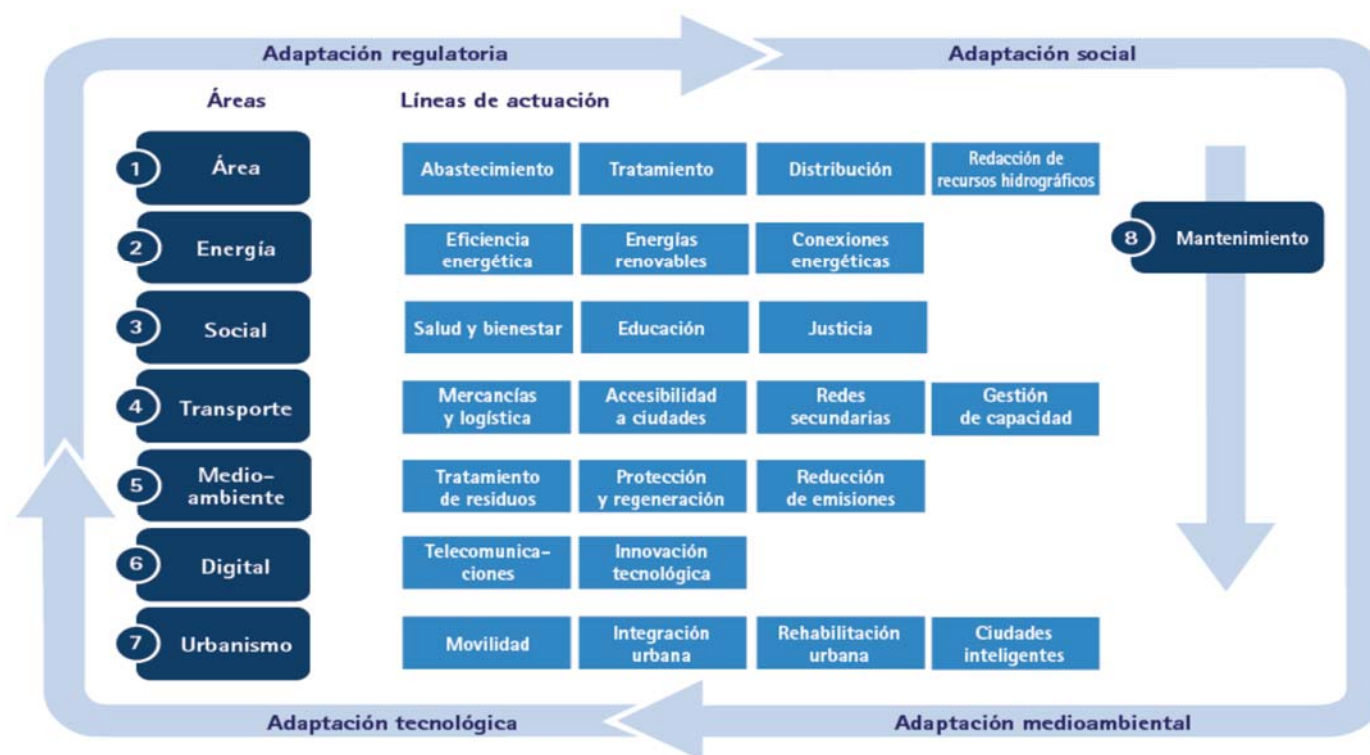 Adaptación regulatoria
Adaptación social
Áreas
Líneas de actuación
1
Área
Abastecimiento
Tratamiento
Distribución
Redacción de
recursos hidrográficos
2
Energía
Eficiencia
energética
Energías
renovables
Conexiones
energéticas
8
Mantenimiento
3
Social
Salud y bienestar
Educación
Justicia
4
Transporte
Mercancías
y logística
Accesibilidad
a ciudades
Redes
secundarias
Gestión
de capacidad
5
Medio-
ambiente
Tratamiento
de residuos
Protección
y regeneración
Reducción
de emisiones
6
Digital
Telecomunica-
ciones
Innovación
tecnológica
7
Urbanismo
Movilidad
Integración
urbana
Rehabilitación
urbana
Ciudades
inteligentes
Adaptación tecnológica
Adaptación medioambiental